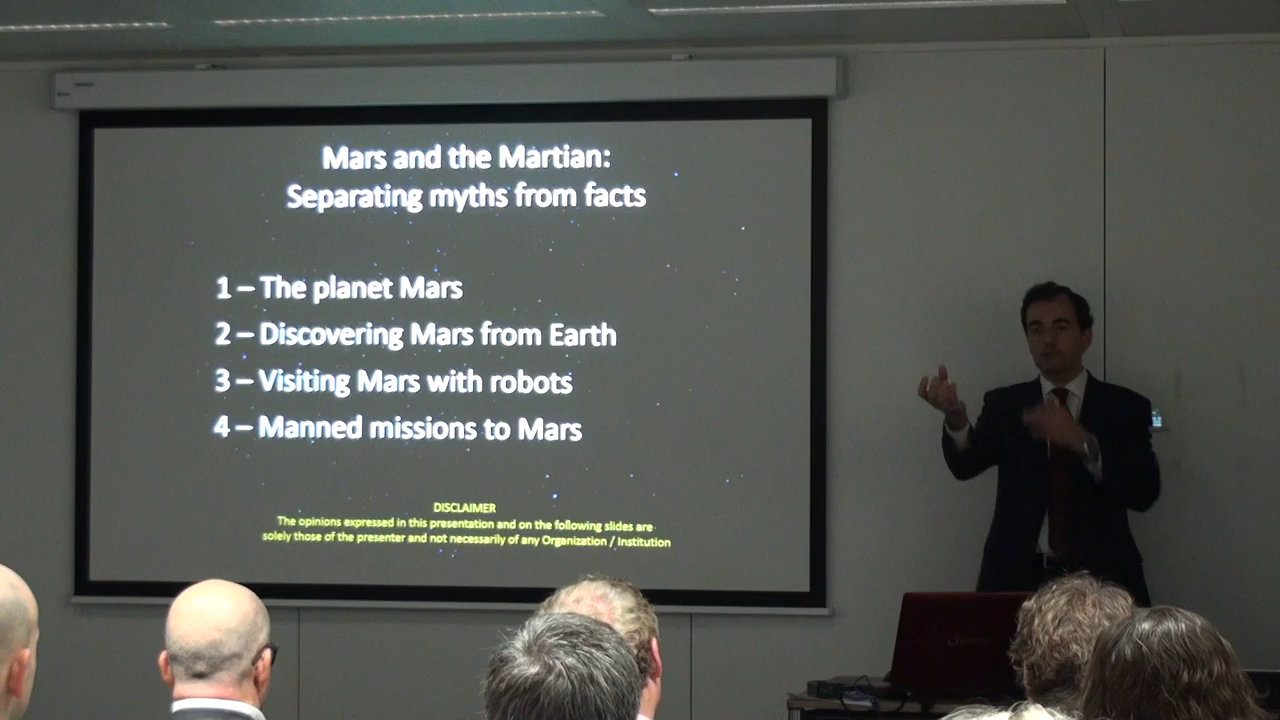 Mars and the Martian:
Separating myths from facts
1 – The planet Mars
2 – Discovering Mars from Earth
3 – Visiting Mars with robots
4 – Manned missions to Mars
DISCLAIMER
The opinions expressed in this presentation and on the following slides are
solely those of the presenter and not necessarily of any Organization / Institution